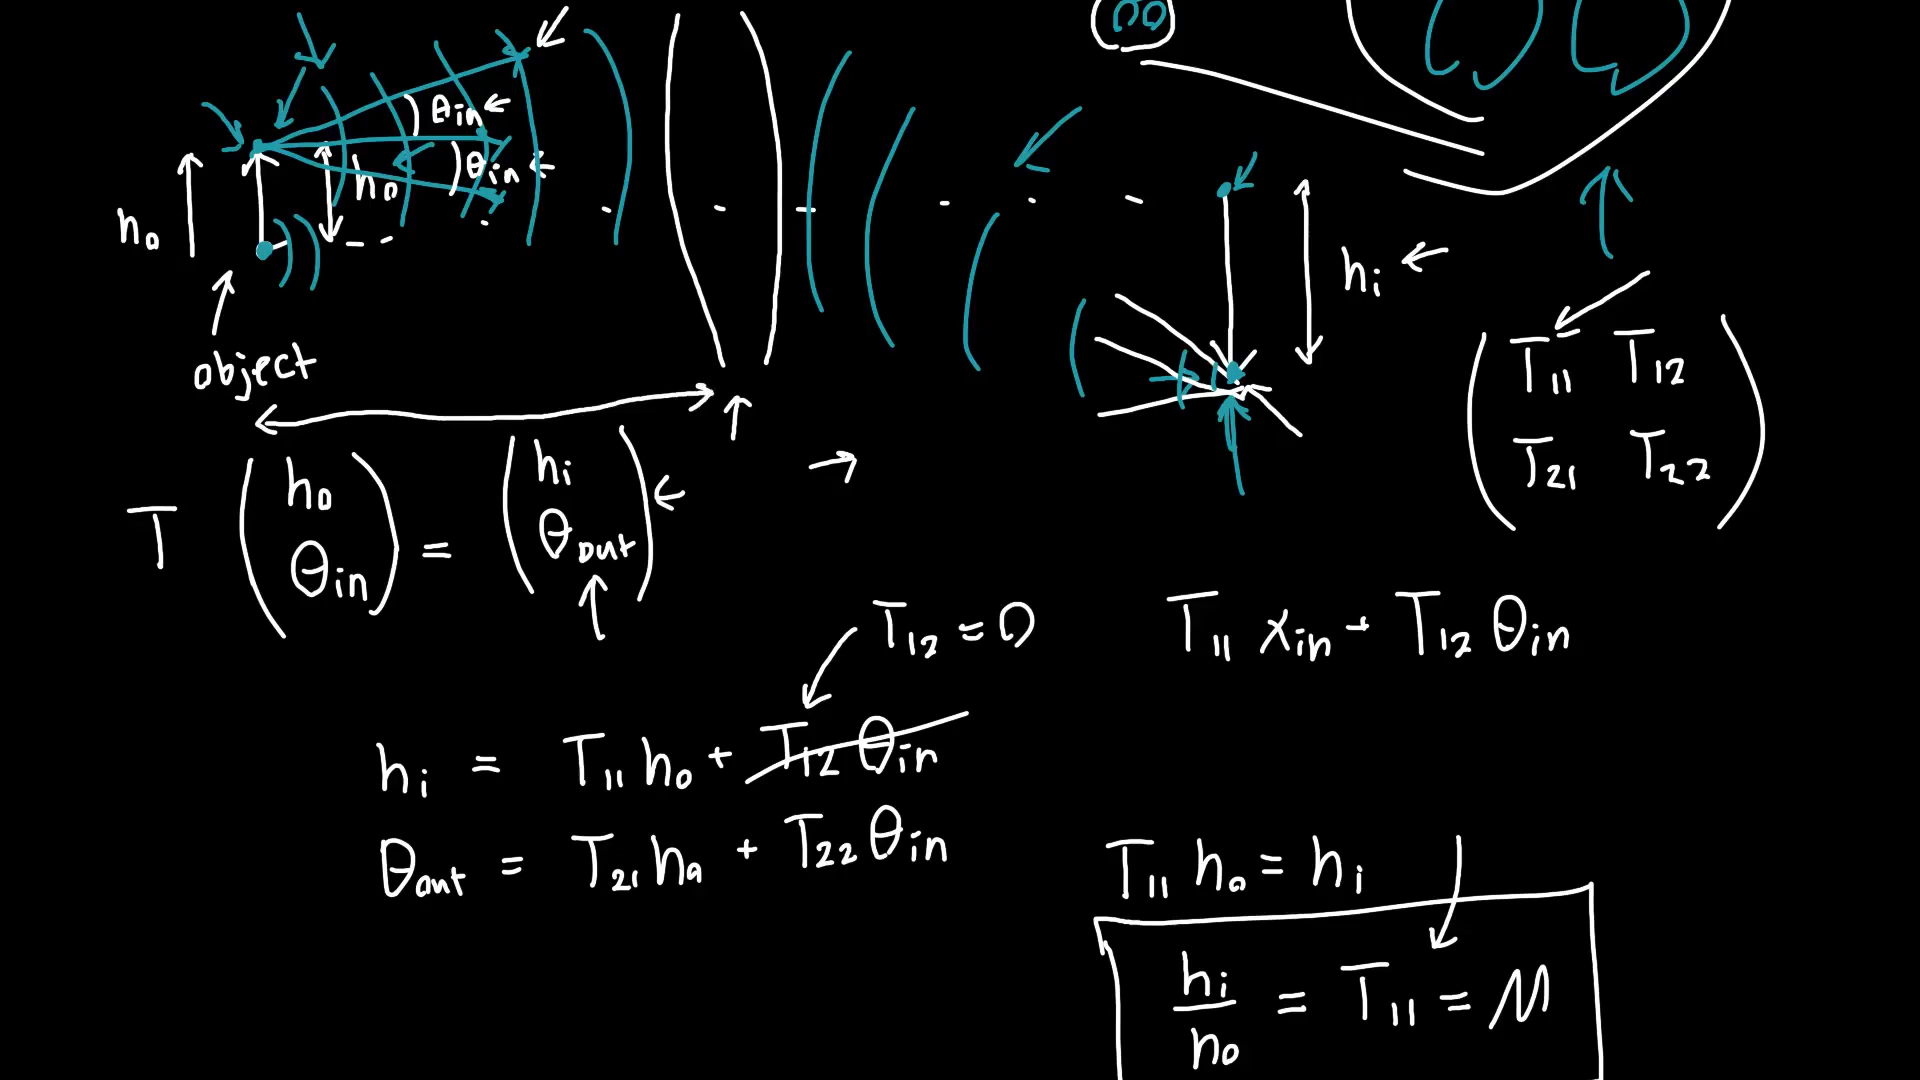 θin
θin
h₀
h₀
object
hᵢ
T ( h₀ θin ) = ( hᵢ θout )
( T₁₁ T₁₂
T₂₁ T₂₂ )
T₁₂ = 0
T₁₁ xin + T₁₂ θin
hᵢ = T₁₁ h₀ + T₁₂ θin
θout = T₂₁ h₀ + T₂₂ θin
T₁₁ h₀ = hᵢ
hᵢ/h₀ = T₁₁ = M